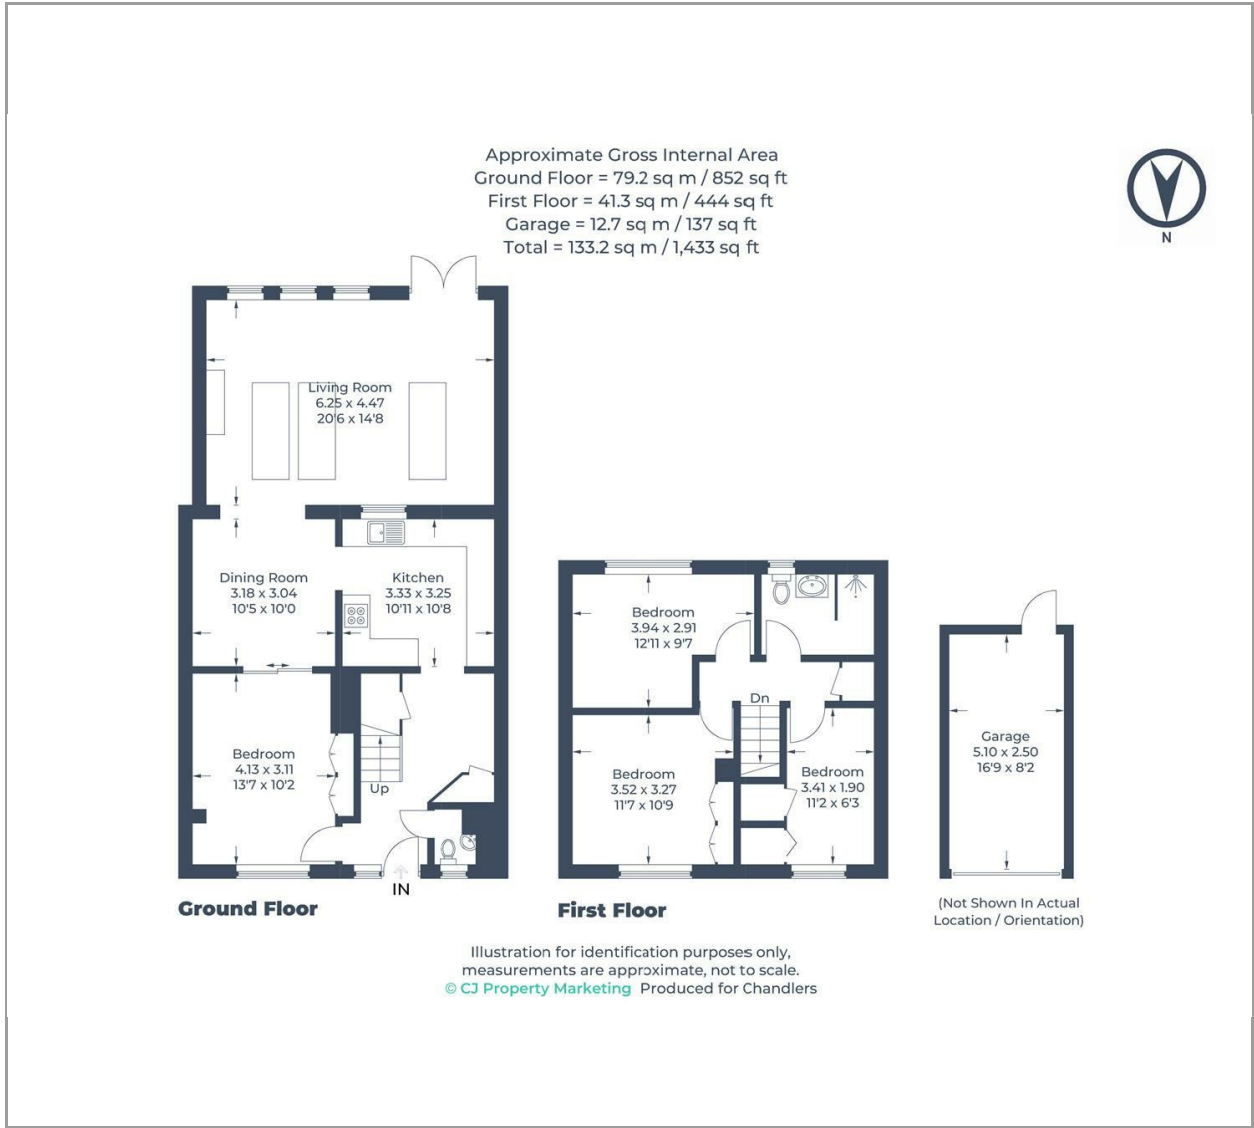 Approximate Gross Internal Area
Ground Floor = 79.2 sq m / 852 sq ft
First Floor = 41.3 sq m / 444 sq ft
Garage = 12.7 sq m / 137 sq ft
Total = 133.2 sq m / 1,433 sq ft
N
Living Room
6.25 x 4.47
20'6 x 14'8
Dining Room
3.18 x 3.04
10'5 x 10'0
Kitchen
3.33 x 3.25
10'11 x 10'8
Bedroom
4.13 x 3.11
13'7 x 10'2
Up
IN
Ground Floor
Bedroom
3.94 x 2.91
12'11 x 9'7
Dn
Bedroom
3.52 x 3.27
11'7 x 10'9
Bedroom
3.41 x 1.90
11'2 x 6'3
First Floor
Garage
5.10 x 2.50
16'9 x 8'2
(Not Shown In Actual
Location / Orientation)
Illustration for identification purposes only,
measurements are approximate, not to scale.
© CJ Property Marketing Produced for Chandlers